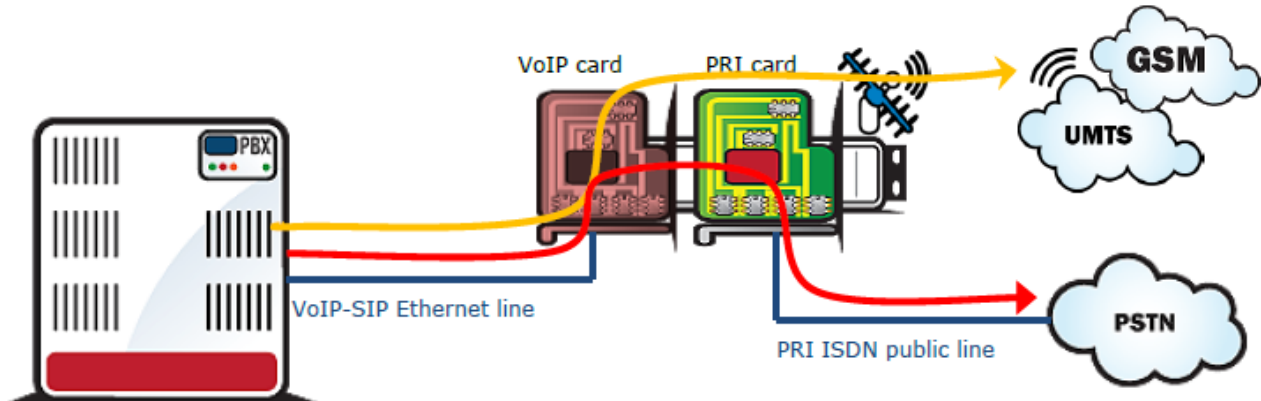 VoIP card
PRI card
GSM
UMTS
PBX
VoIP-SIP Ethernet line
PSTN
PRI ISDN public line